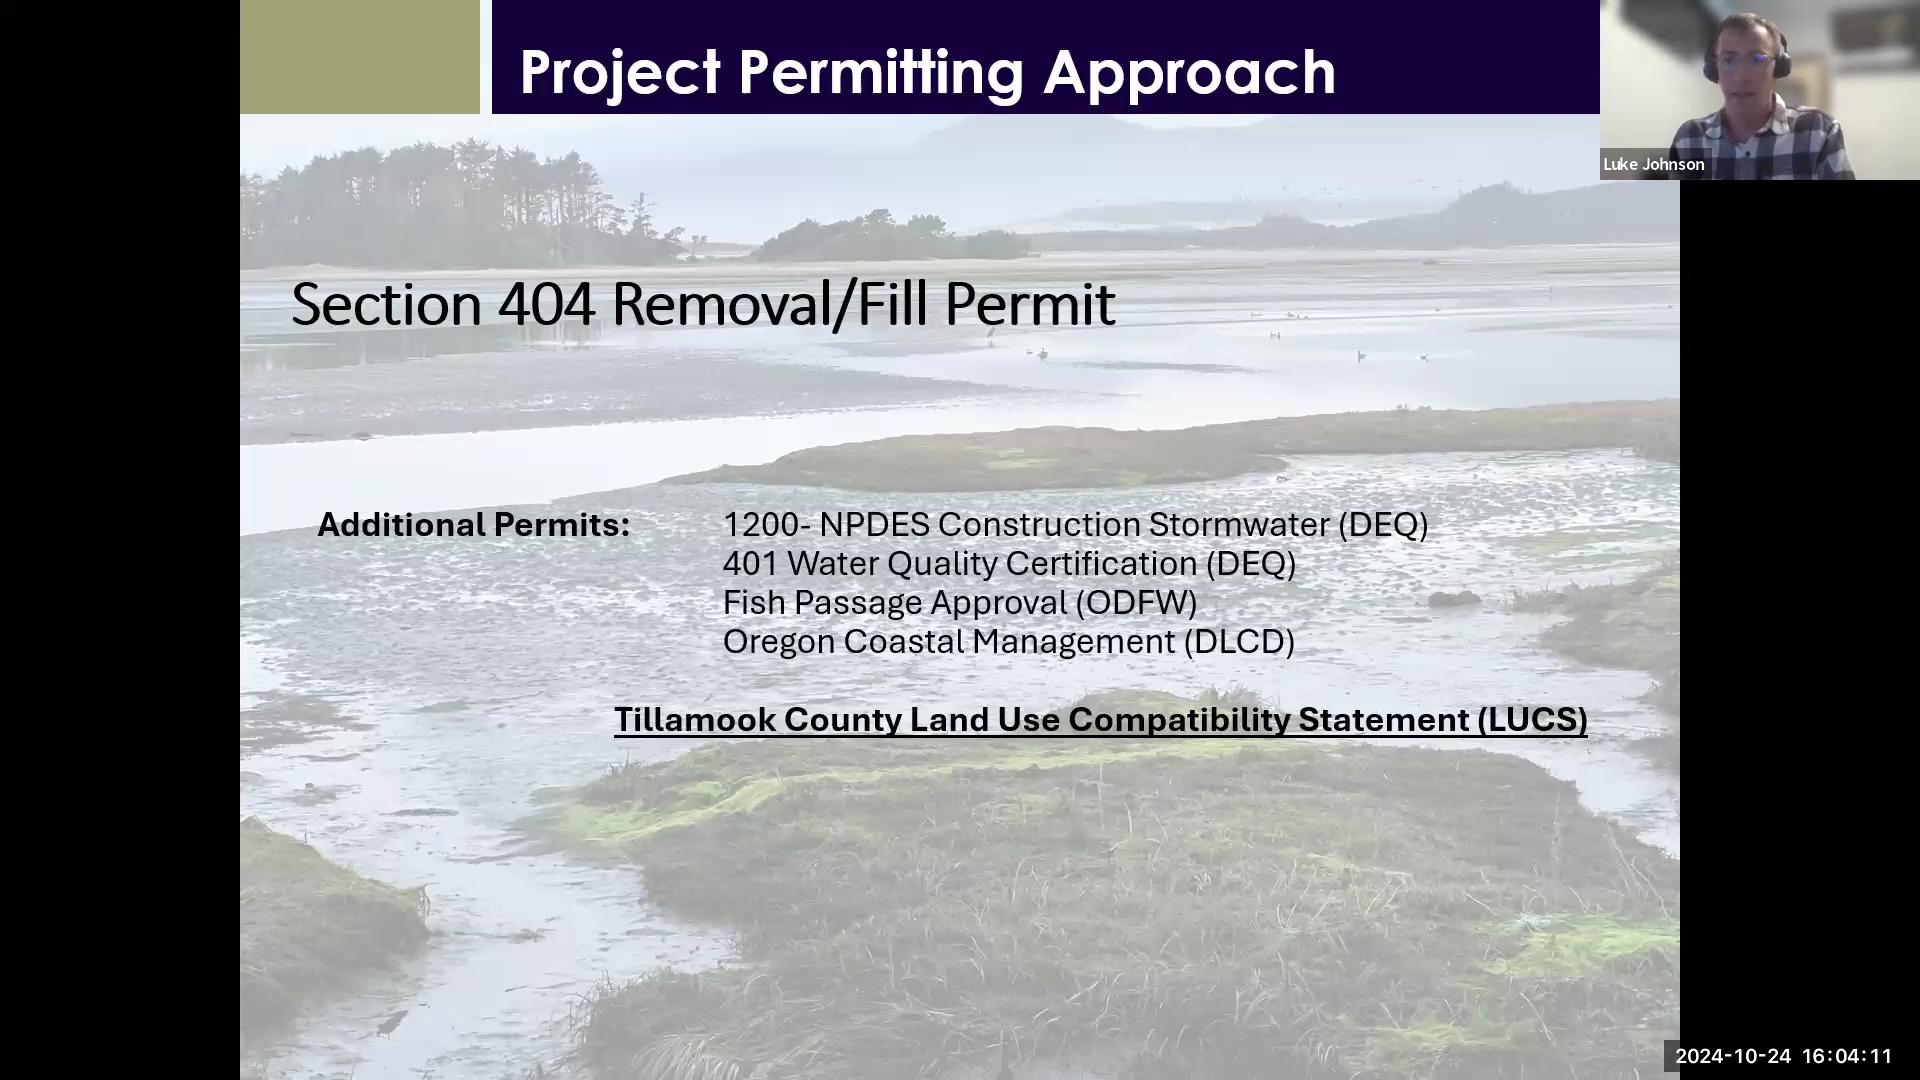 Project Permitting Approach
Luke Johnson
Section 404 Removal/Fill Permit
Additional Permits: 1200- NPDES Construction Stormwater (DEQ)
401 Water Quality Certification (DEQ)
Fish Passage Approval (ODFW)
Oregon Coastal Management (DLCD)
Tillamook County Land Use Compatibility Statement (LUCS)
2024-10-24 16:04:11